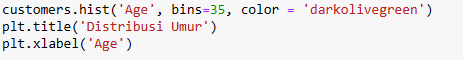 customers.hist('Age', bins=35, color = 'darkolivegreen')
plt.title('Distribusi Umur')
plt.xlabel('Age')